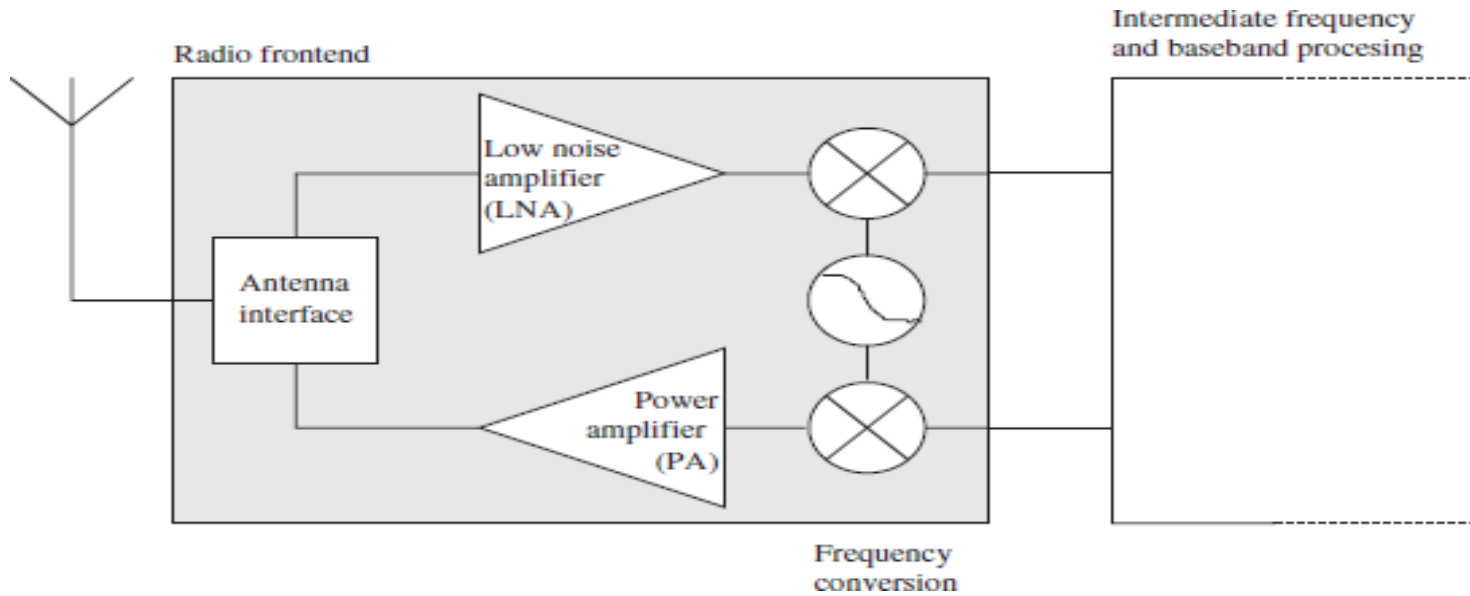 Intermediate frequency
and baseband procesing
Radio frontend
Low noise
amplifier
(LNA)
Antenna
interface
Power
amplifier
(PA)
Frequency
conversion